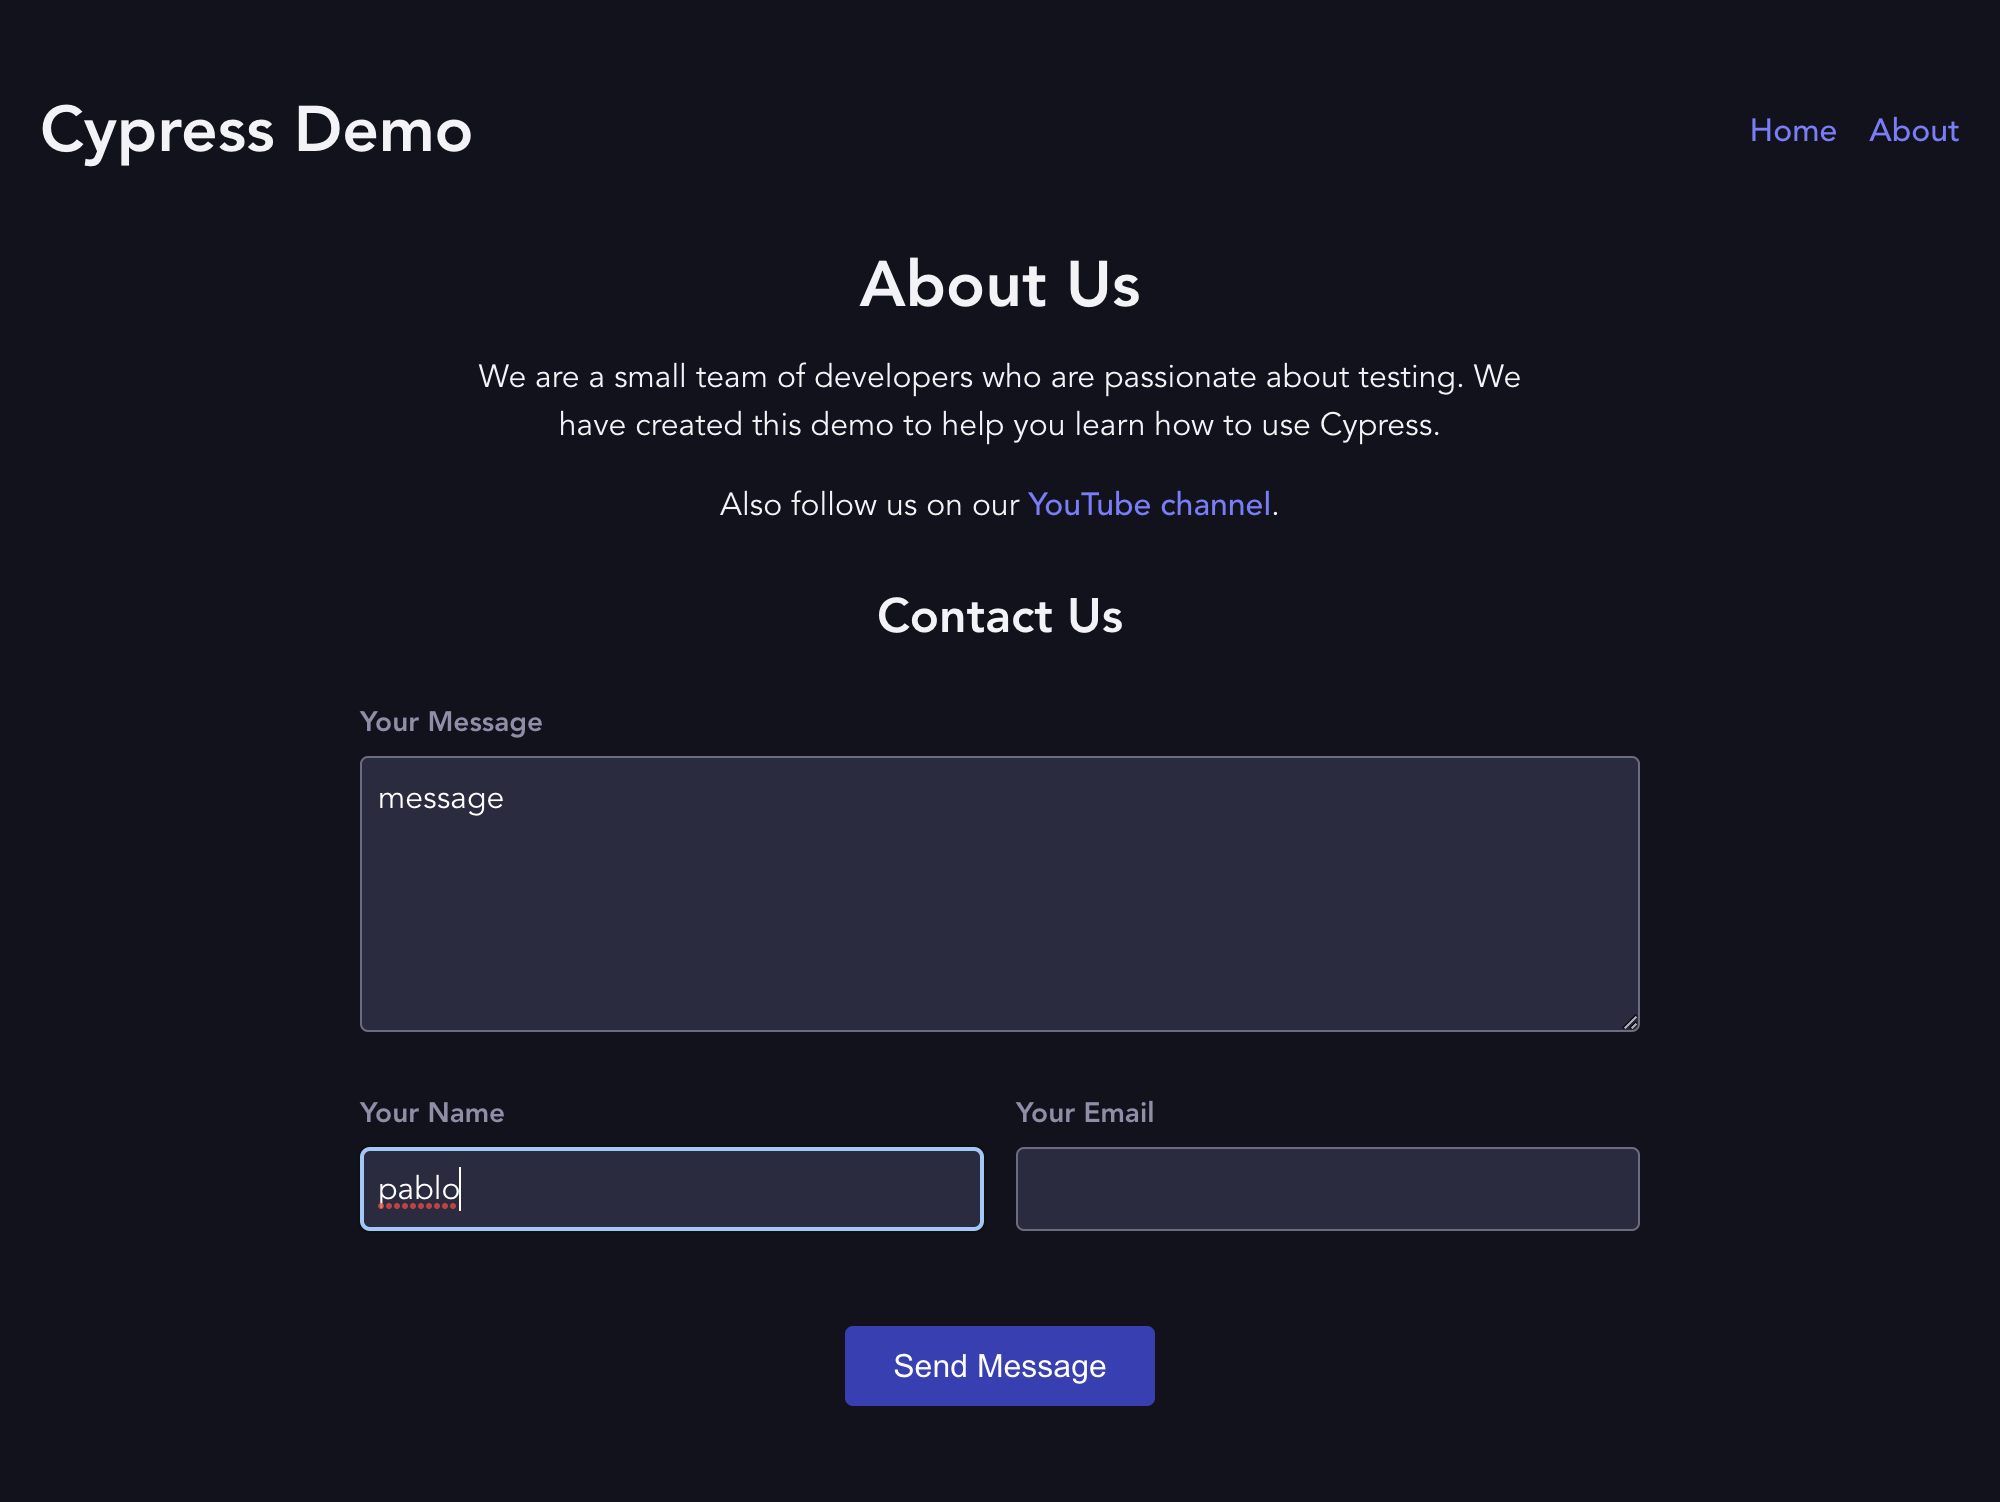 Cypress Demo
Home About
About Us
We are a small team of developers who are passionate about testing. We
have created this demo to help you learn how to use Cypress.
Also follow us on our YouTube channel.
Contact Us
Your Message
message
Your Name
Your Email
pablo
Send Message